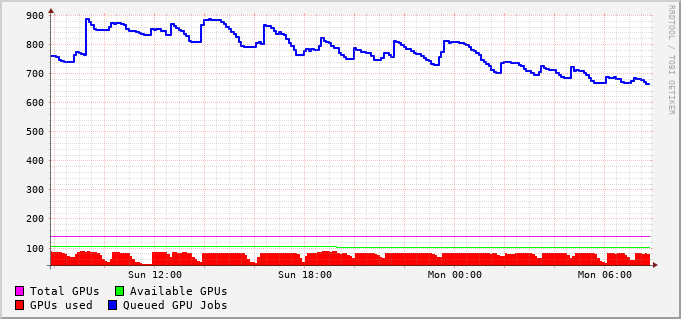 900
800
700
600
500
400
300
200
100
Sun 12:00 Sun 18:00 Mon 00:00 Mon 06:00
Total GPUs Available GPUs
GPUs used Queued GPU Jobs
RRDTOOL / TOBI OETIKER